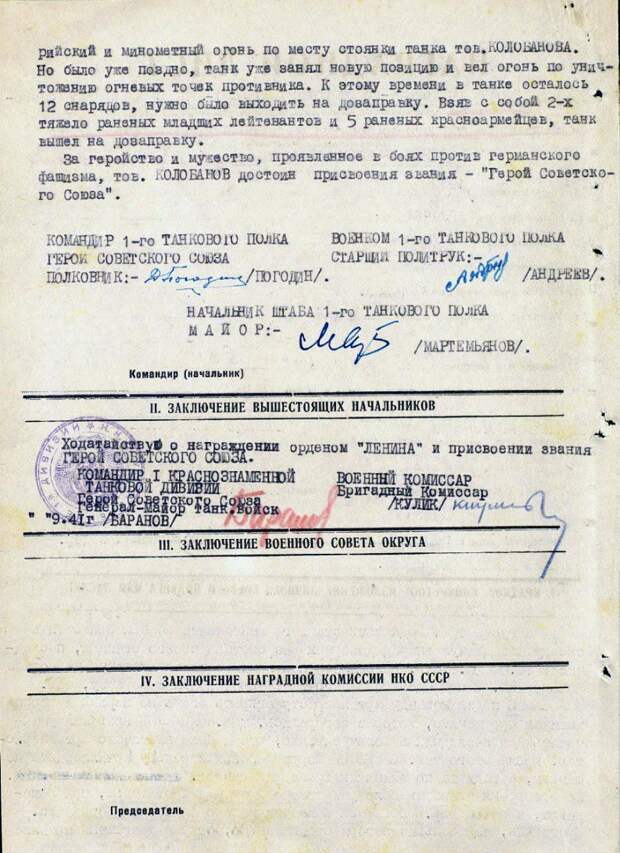 рийский и минометный огонь по месту стоянки танка тов.КОЛОБАНОВА.
Но было уже поздно, танк уже занял новую позицию и вел огонь по унич-
тожению огневых точек противника. К этому времени в танке осталось
12 снарядов, нужно было выходить на дозаправку. Взяв с собой 2-х
тяжело раненых младших лейтевантов и 5 раненых красноармейцев, танк
вышел на дозаправку.
За геройство и мужество, проявленное в боях против германского
фашизма, тов. КОЛОБАНОВ достоин присвоения звания - "Герой Советско-
го Союза".
КОМАНДИР 1-го ТАНКОВОГО ПОЛКА
ГЕРОЙ СОВЕТСКОГО СОЮЗА
ПОЛКОВНИК:- /ПОГОДИН/.
ВОЕНКОМ 1-го ТАНКОВОГО ПОЛКА
СТАРШИЙ ПОЛИТРУК:-
/АНДРЕЕВ/.
НАЧАЛЬНИК ШТАБА 1-го ТАНКОВОГО ПОЛКА
М А Й О Р:-
/МАРТЕМЬЯНОВ/.
Командир (начальник)
II. ЗАКЛЮЧЕНИЕ ВЫШЕСТОЯЩИХ НАЧАЛЬНИКОВ
Ходатайствую о награждении орденом "ЛЕНИНА" и присвоении звания
ГЕРОЙ СОВЕТСКОГО СОЮЗА.
КОМАНДИР I КРАСНОЗНАМЕННОЙ
ТАНКОВОЙ ДИВИЗИИ
Герой Советского Союза
Генерал-Майор Танк.Войск
" "9.41г /БАРАНОВ/ Баранов
ВОЕННЫЙ КОМИССАР
Бригадный Комиссар
/КУЛИК/
III. ЗАКЛЮЧЕНИЕ ВОЕННОГО СОВЕТА ОКРУГА
IV. ЗАКЛЮЧЕНИЕ НАГРАДНОЙ КОМИССИИ НКО СССР
Председатель